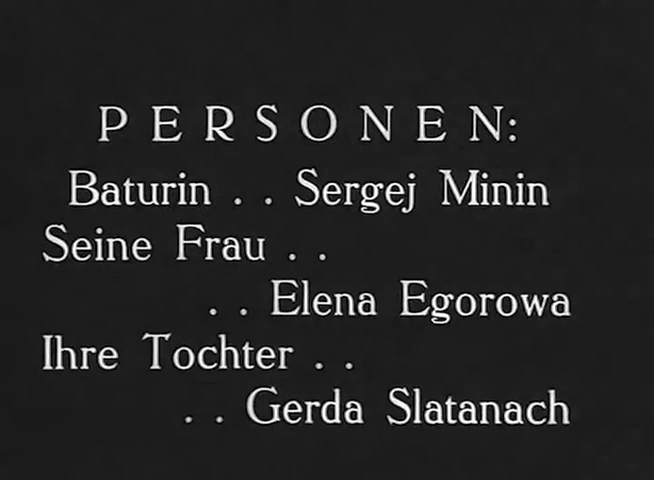 PERSONEN:
Baturin . . Sergej Minin
Seine Frau . .
. . Elena Egorowa
Ihre Tochter . .
. . Gerda Slatanach